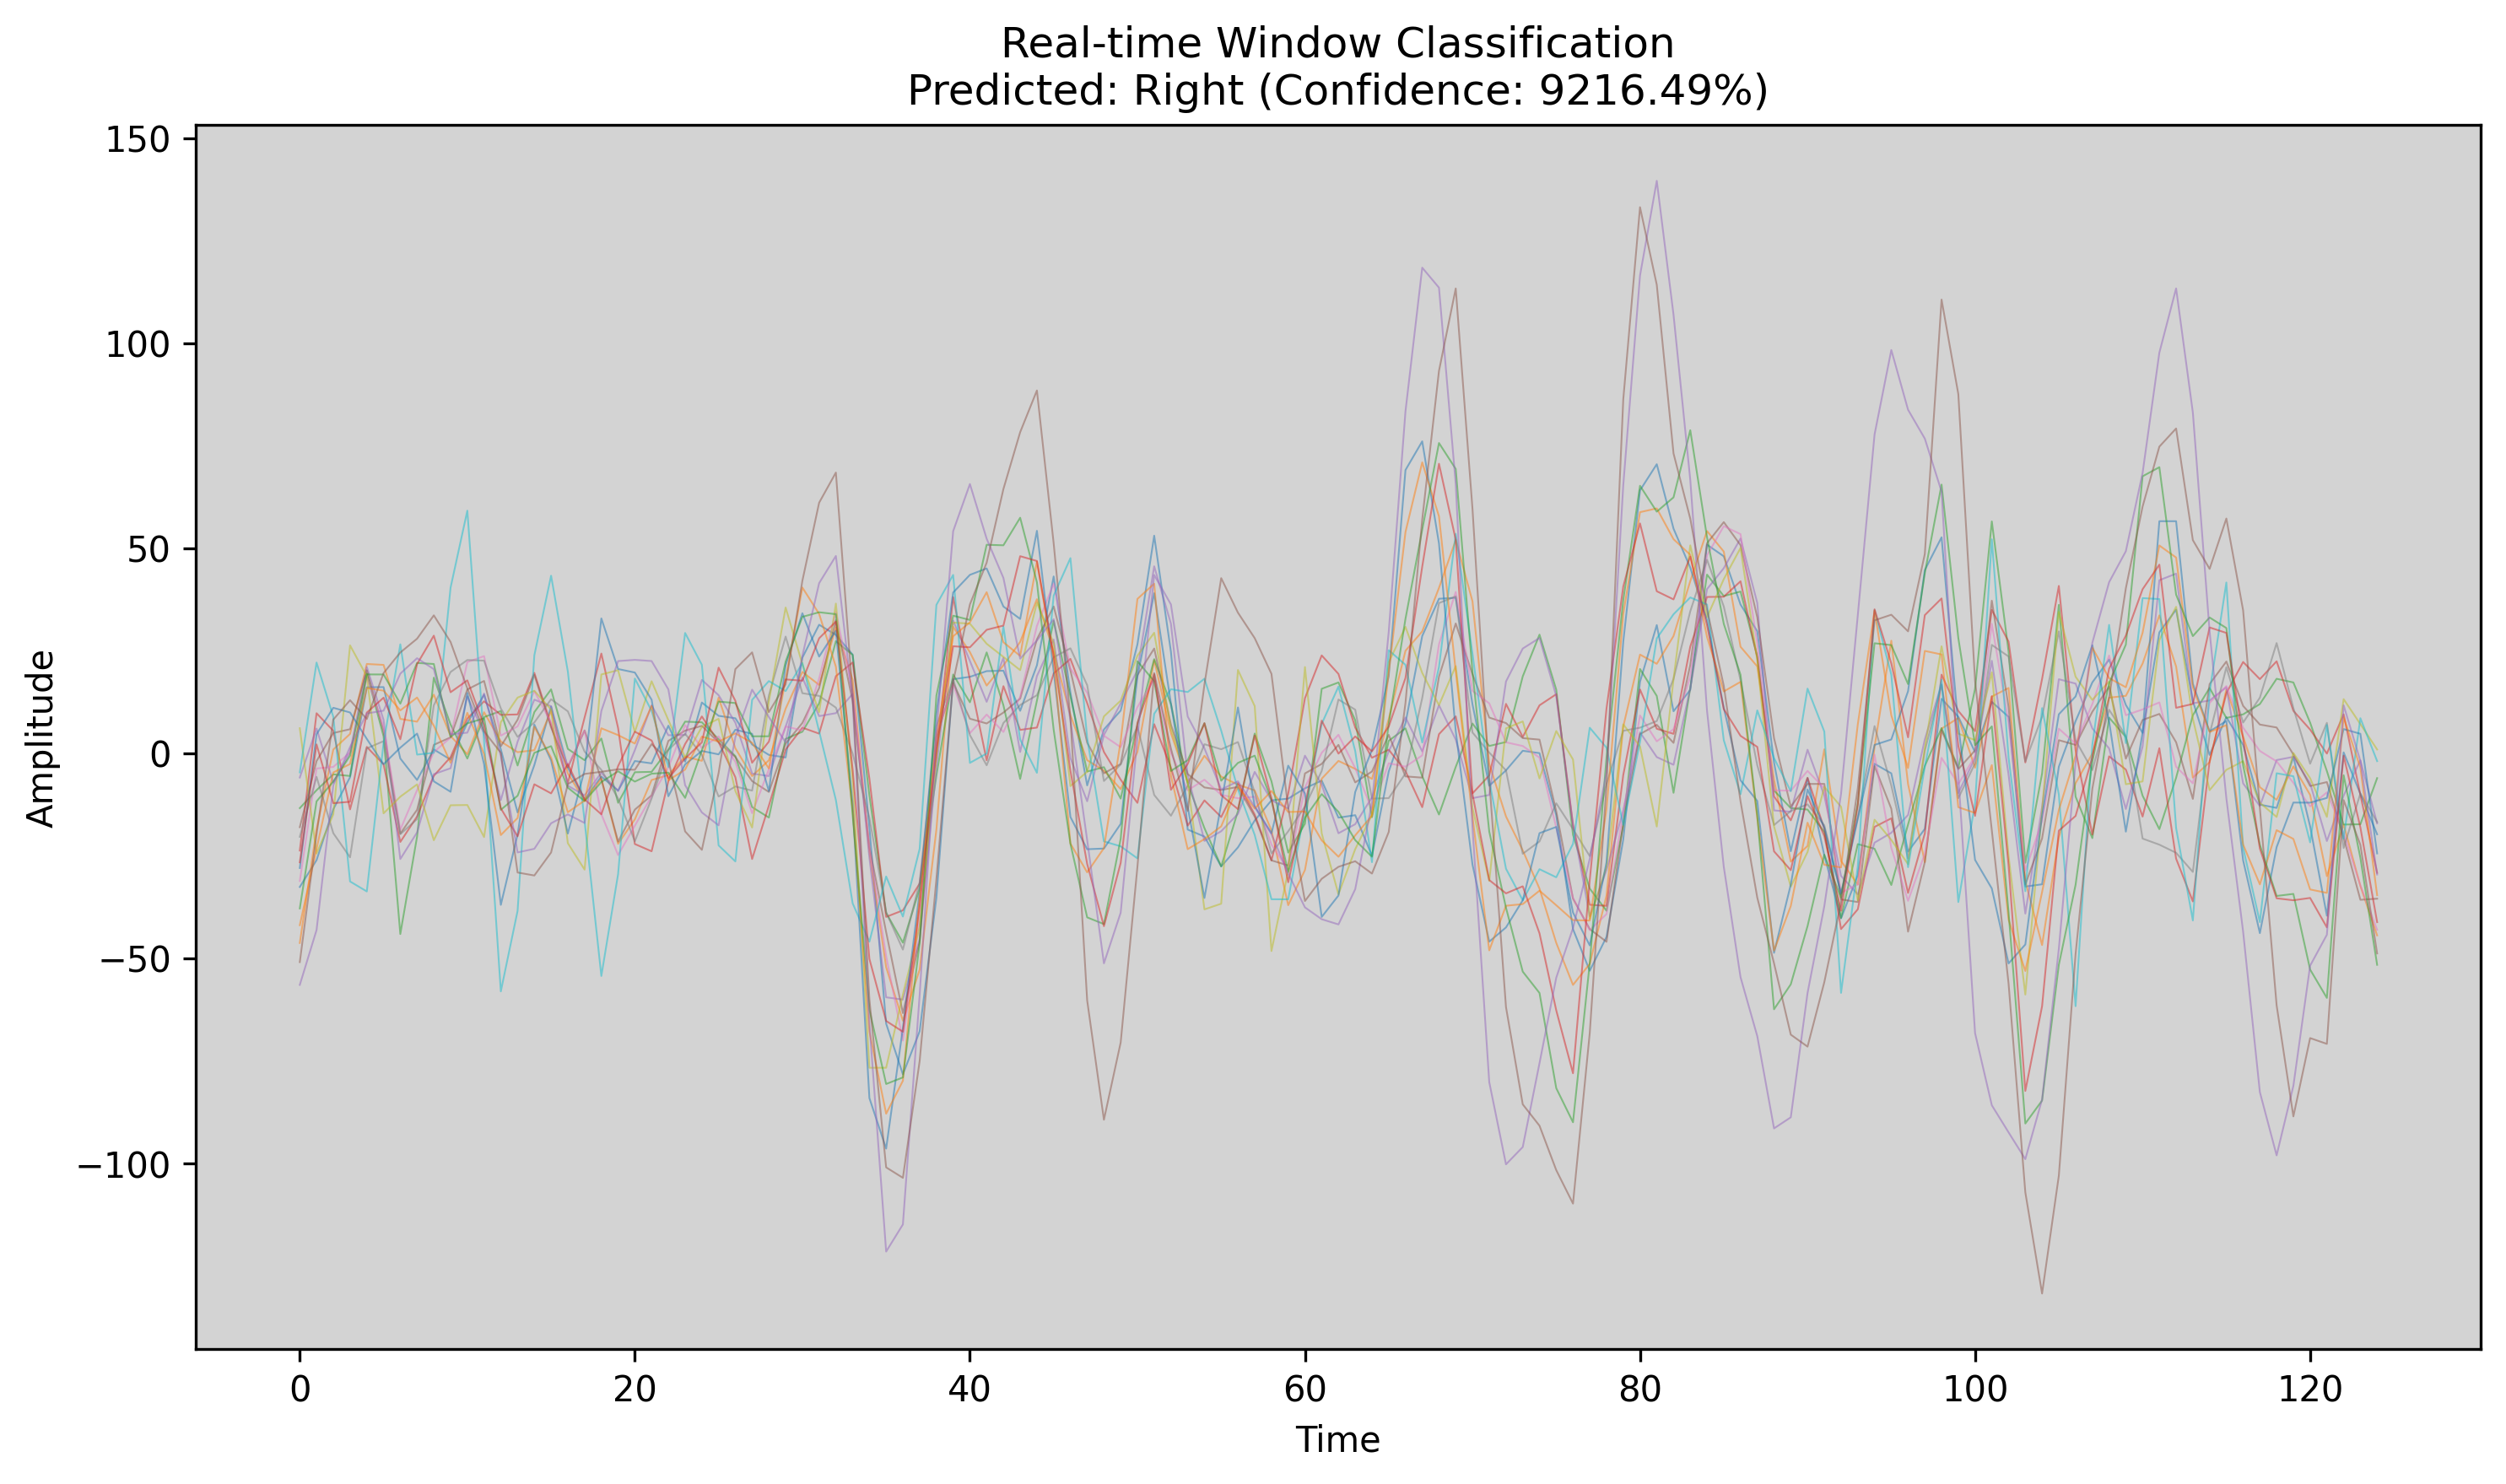 Real-time Window Classification
Predicted: Right (Confidence: 9216.49%)
150
100
50
0
−50
−100
Amplitude
0 20 40 60 80 100 120
Time